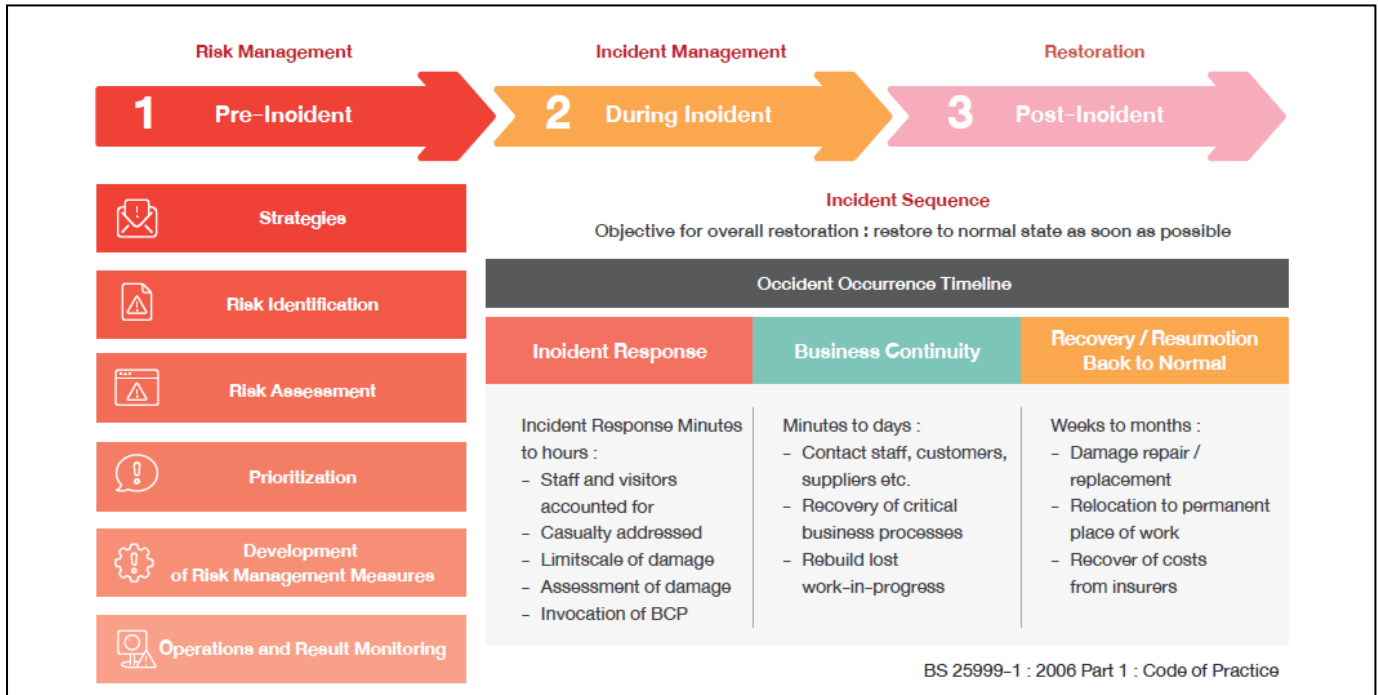 Risk Management
Incident Management
Restoration
1 Pre-Inoident
2 During Inoident
3 Post-Inoident
Strategies
Risk Identification
Risk Assessment
Prioritization
Development
of Risk Management Measures
Operations and Result Monitoring
Incident Sequence
Objective for overall restoration : restore to normal state as soon as possible
Occident Occurrence Timeline
Inoident Response
Business Continuity
Recovery / Resumotion
Baok to Normal
Incident Response Minutes
to hours :
- Staff and visitors
accounted for
- Casualty addressed
- Limitscale of damage
- Assessment of damage
- Invocation of BCP
Minutes to days :
- Contact staff, customers,
suppliers etc.
- Recovery of critical
business processes
- Rebuild lost
work-in-progress
Weeks to months :
- Damage repair /
replacement
- Relocation to permanent
place of work
- Recover of costs
from insurers
BS 25999-1 : 2006 Part 1 : Code of Practice